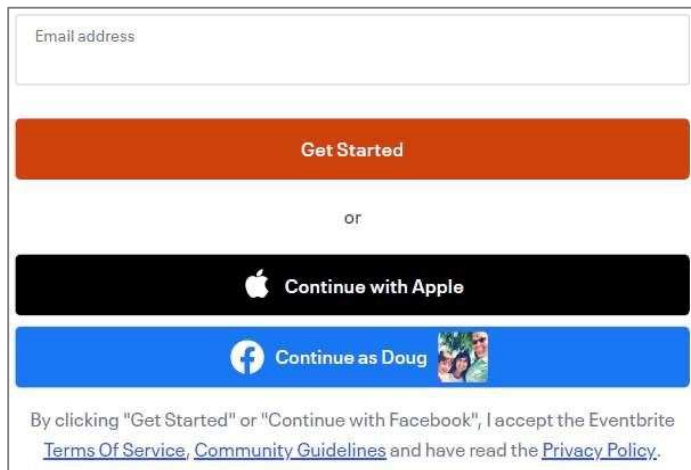 Email address
Get Started
or
Continue with Apple
Continue as Doug
By clicking "Get Started" or "Continue with Facebook", I accept the Eventbrite
Terms Of Service, Community Guidelines and have read the Privacy Policy.